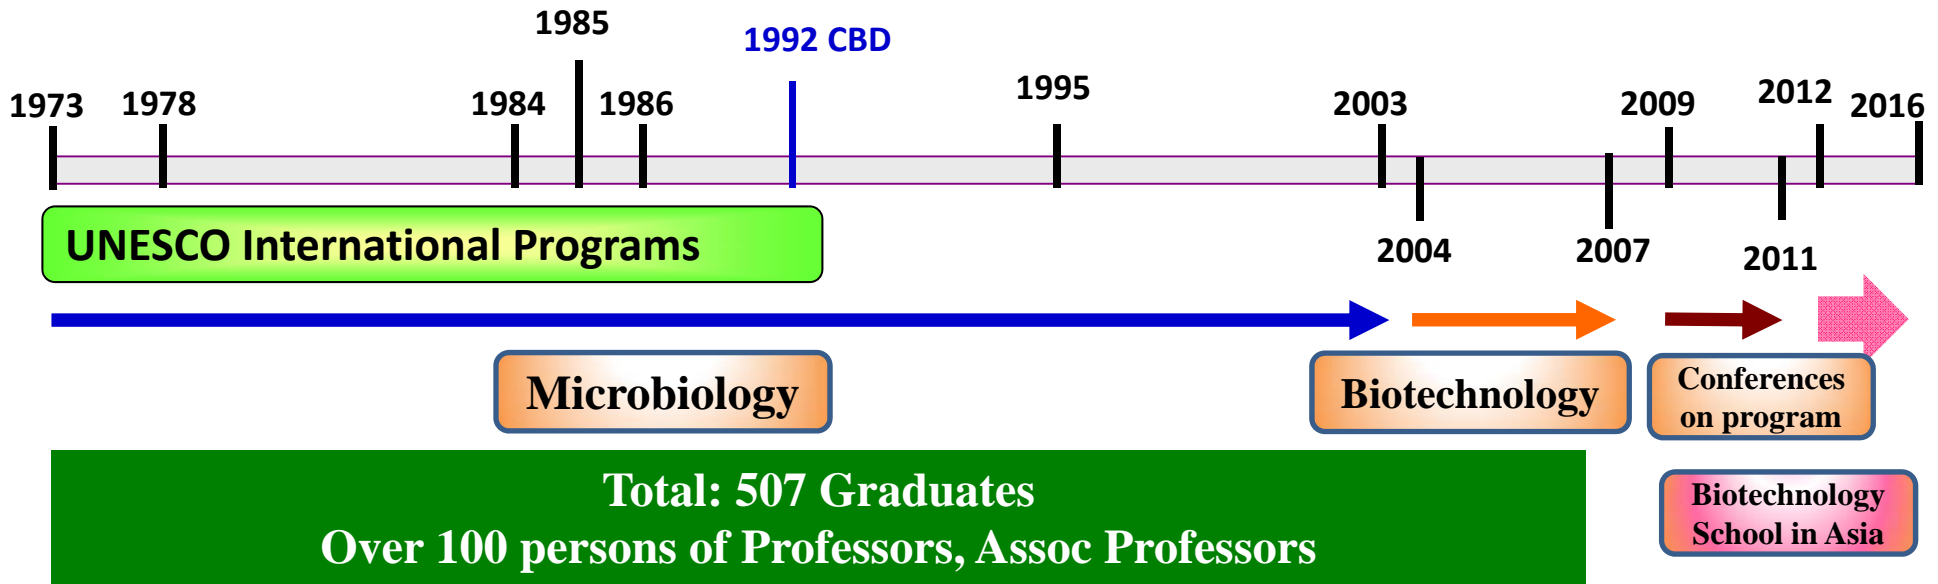 1985
1992 CBD
1973
1978
1984
1986
1995
2003
2009
2012
2016
2004
2007
2011
UNESCO International Programs
Microbiology
Biotechnology
Conferences
on program
Total: 507 Graduates
Over 100 persons of Professors, Assoc Professors
Biotechnology
School in Asia